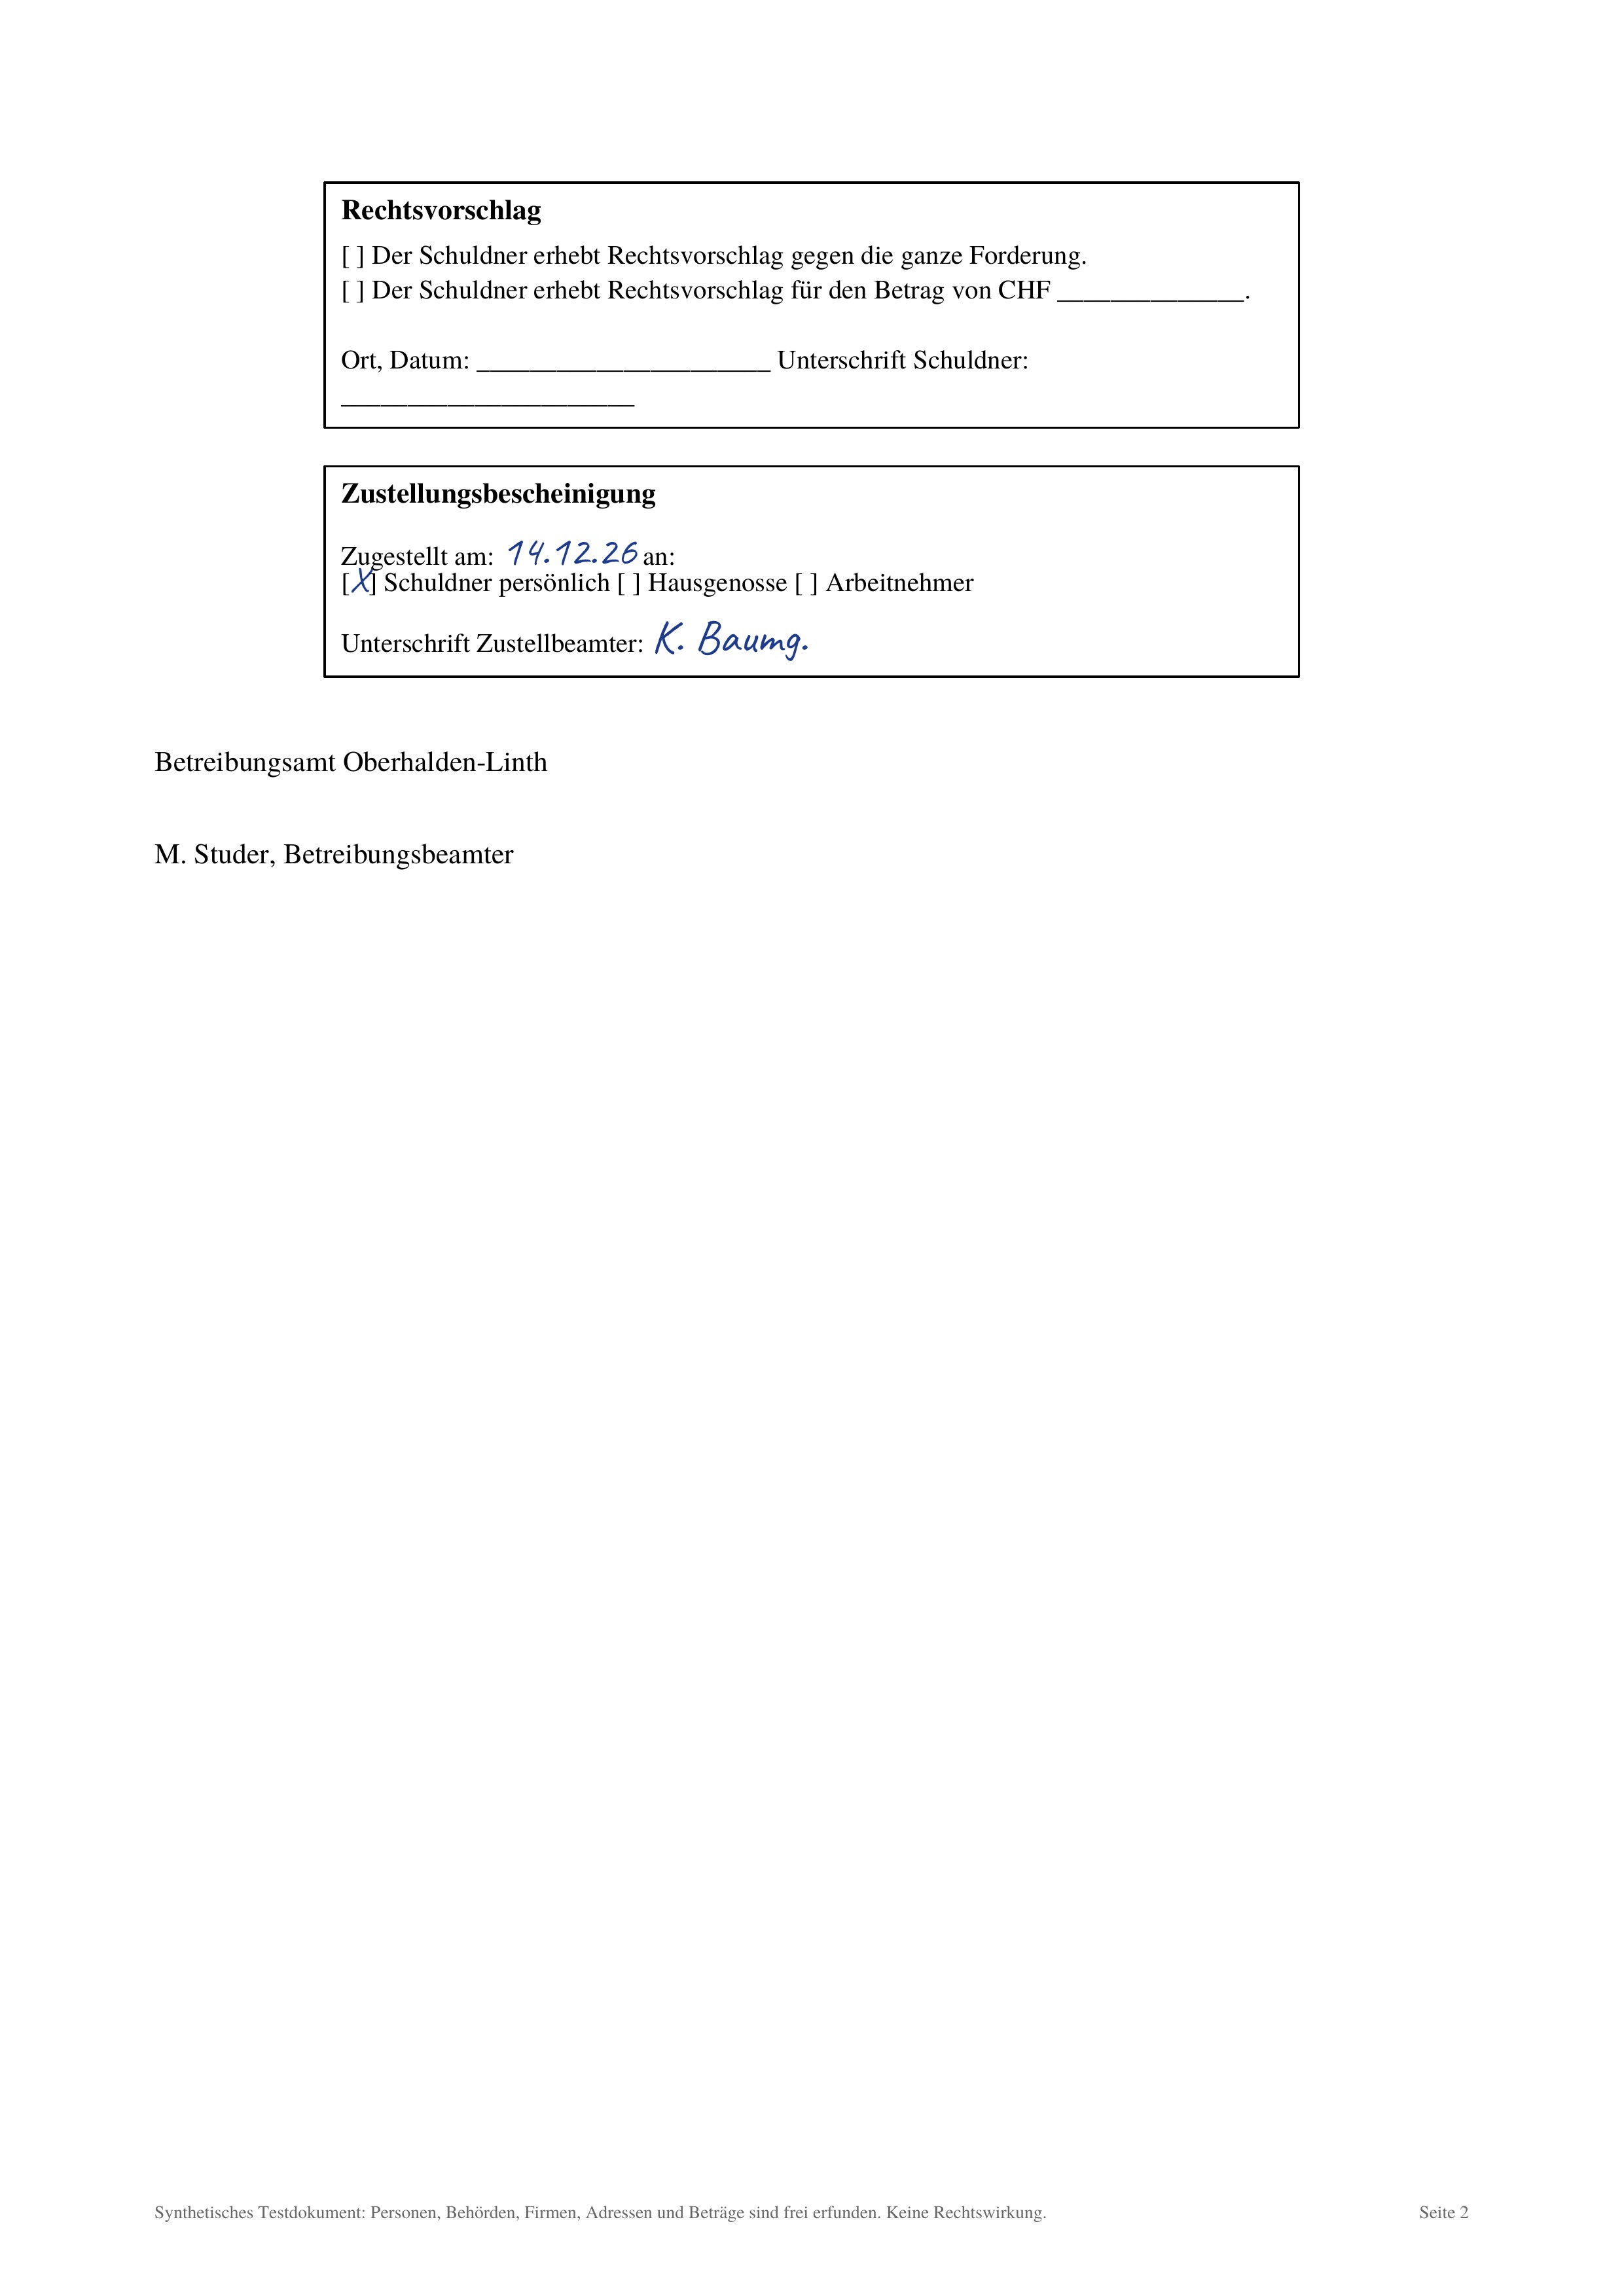 Rechtsvorschlag
[ ] Der Schuldner erhebt Rechtsvorschlag gegen die ganze Forderung.
[ ] Der Schuldner erhebt Rechtsvorschlag für den Betrag von CHF ______________.
Ort, Datum: ______________________ Unterschrift Schuldner:
______________________
Zustellungsbescheinigung
Zugestellt am: 14.12.26 an:
[X] Schuldner persönlich [ ] Hausgenosse [ ] Arbeitnehmer
Unterschrift Zustellbeamter: K. Baumg.
Betreibungsamt Oberhalden-Linth
M. Studer, Betreibungsbeamter
Synthetisches Testdokument: Personen, Behörden, Firmen, Adressen und Beträge sind frei erfunden. Keine Rechtswirkung. Seite 2